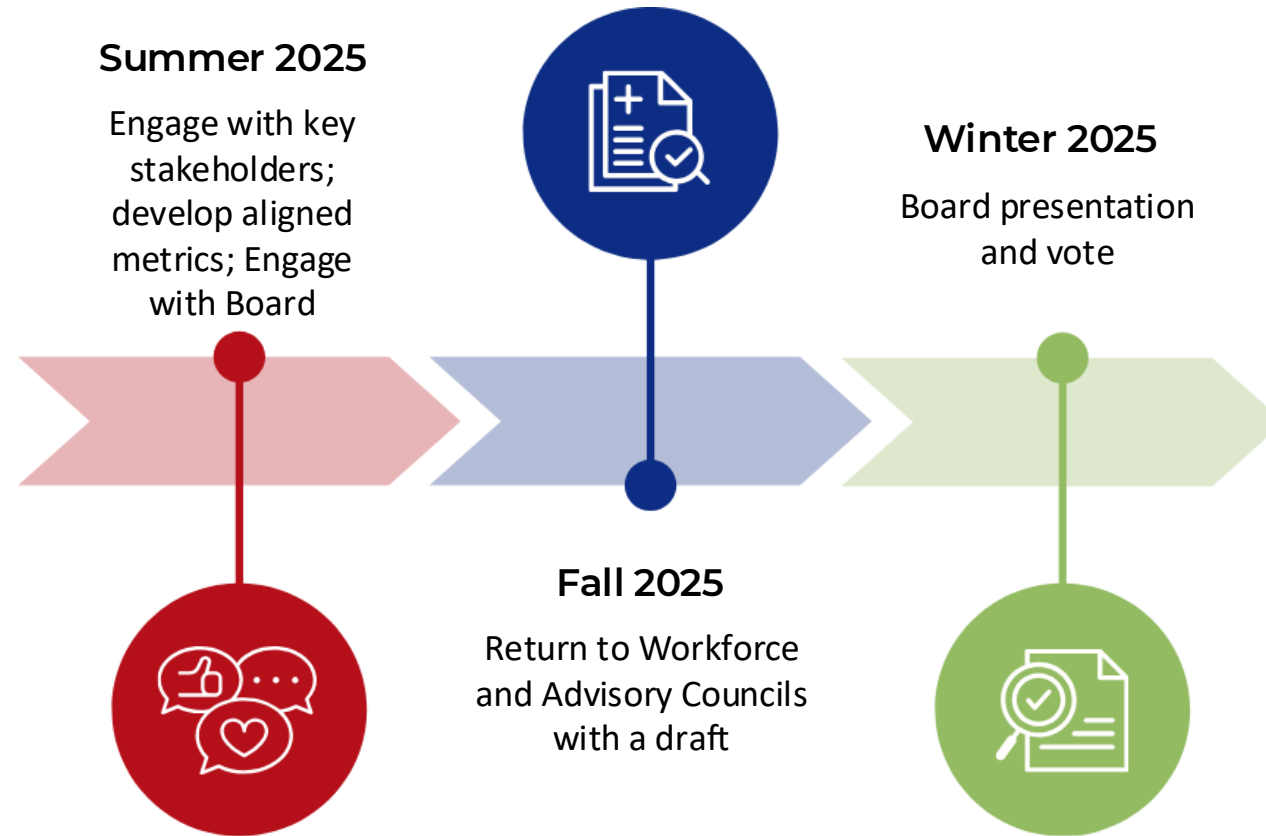 Summer 2025
Engage with key
stakeholders;
develop aligned
metrics; Engage
with Board
Fall 2025
Return to Workforce
and Advisory Councils
with a draft
Winter 2025
Board presentation
and vote